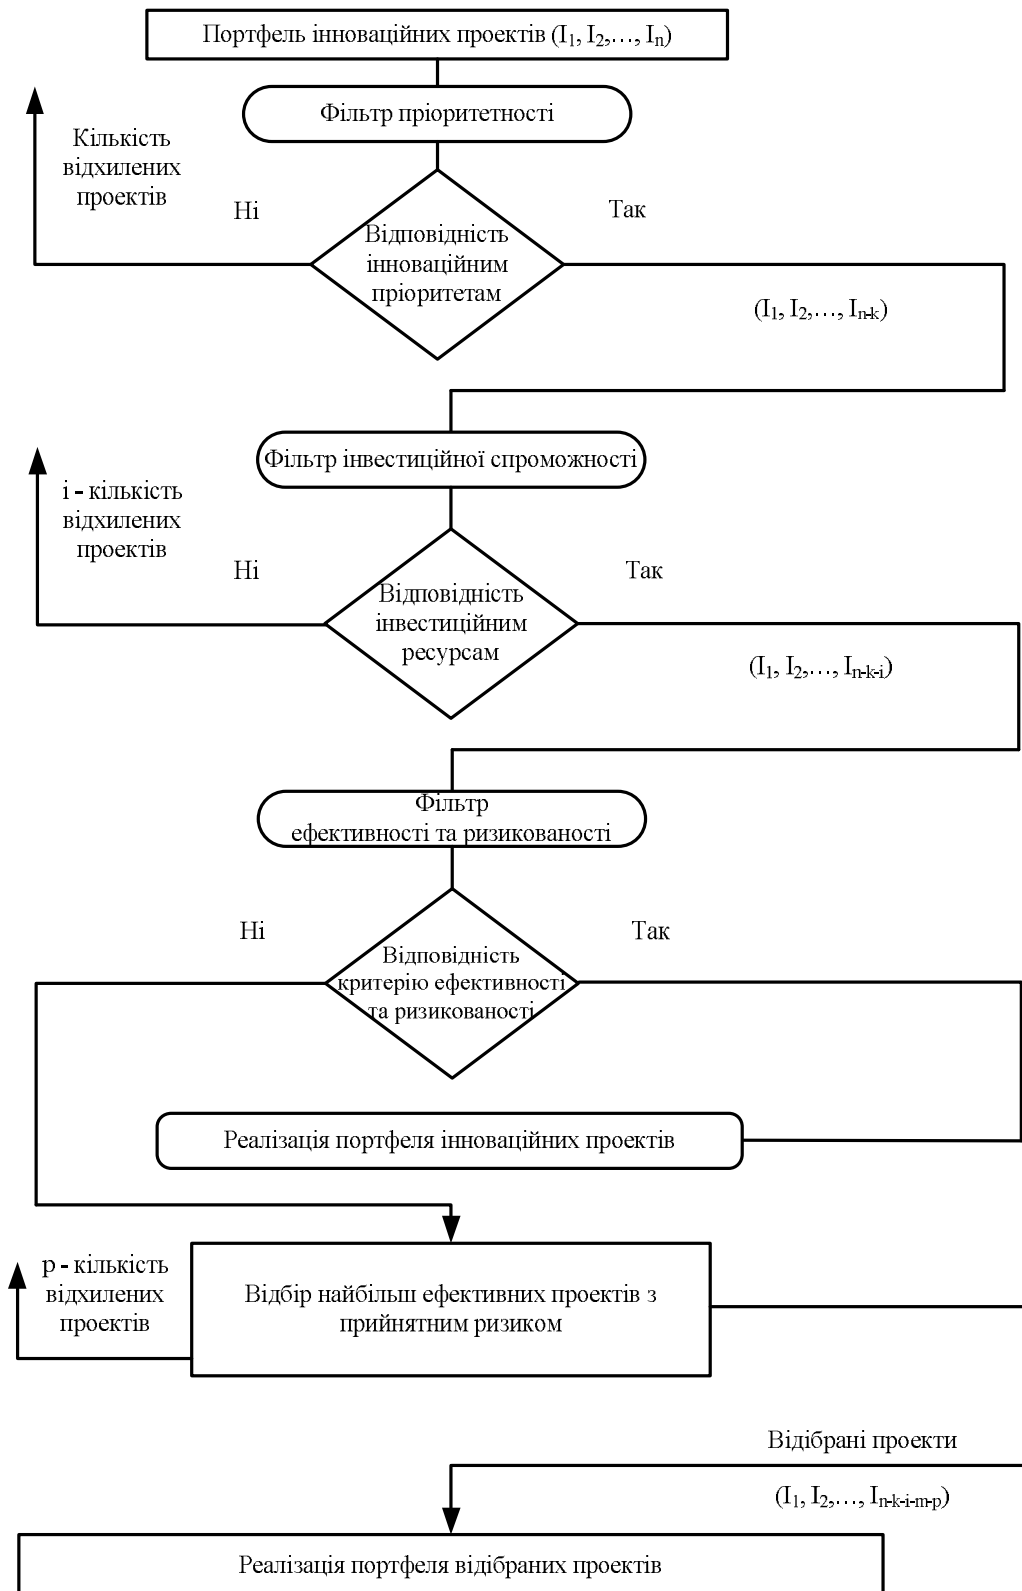 Портфель інноваційних проектів (I₁, I₂,…, Iₙ)
Фільтр пріоритетності
Кількість
відхилених
проектів
Ні
Так
Відповідність
інноваційним
пріоритетам
(I₁, I₂,…, Iₙ₋ₖ)
Фільтр інвестиційної спроможності
і - кількість
відхилених
проектів
Ні
Так
Відповідність
інвестиційним
ресурсам
(I₁, I₂,…, Iₙ₋ₖ₋ᵢ)
Фільтр
ефективності та ризикованості
Ні
Так
Відповідність
критерію ефективності
та ризикованості
Реалізація портфеля інноваційних проектів
р - кількість
відхилених
проектів
Відбір найбільш ефективних проектів з
прийнятним ризиком
Відібрані проекти
(I₁, I₂,…, Iₙ₋ₖ₋ᵢ₋ₘ₋ₚ)
Реалізація портфеля відібраних проектів